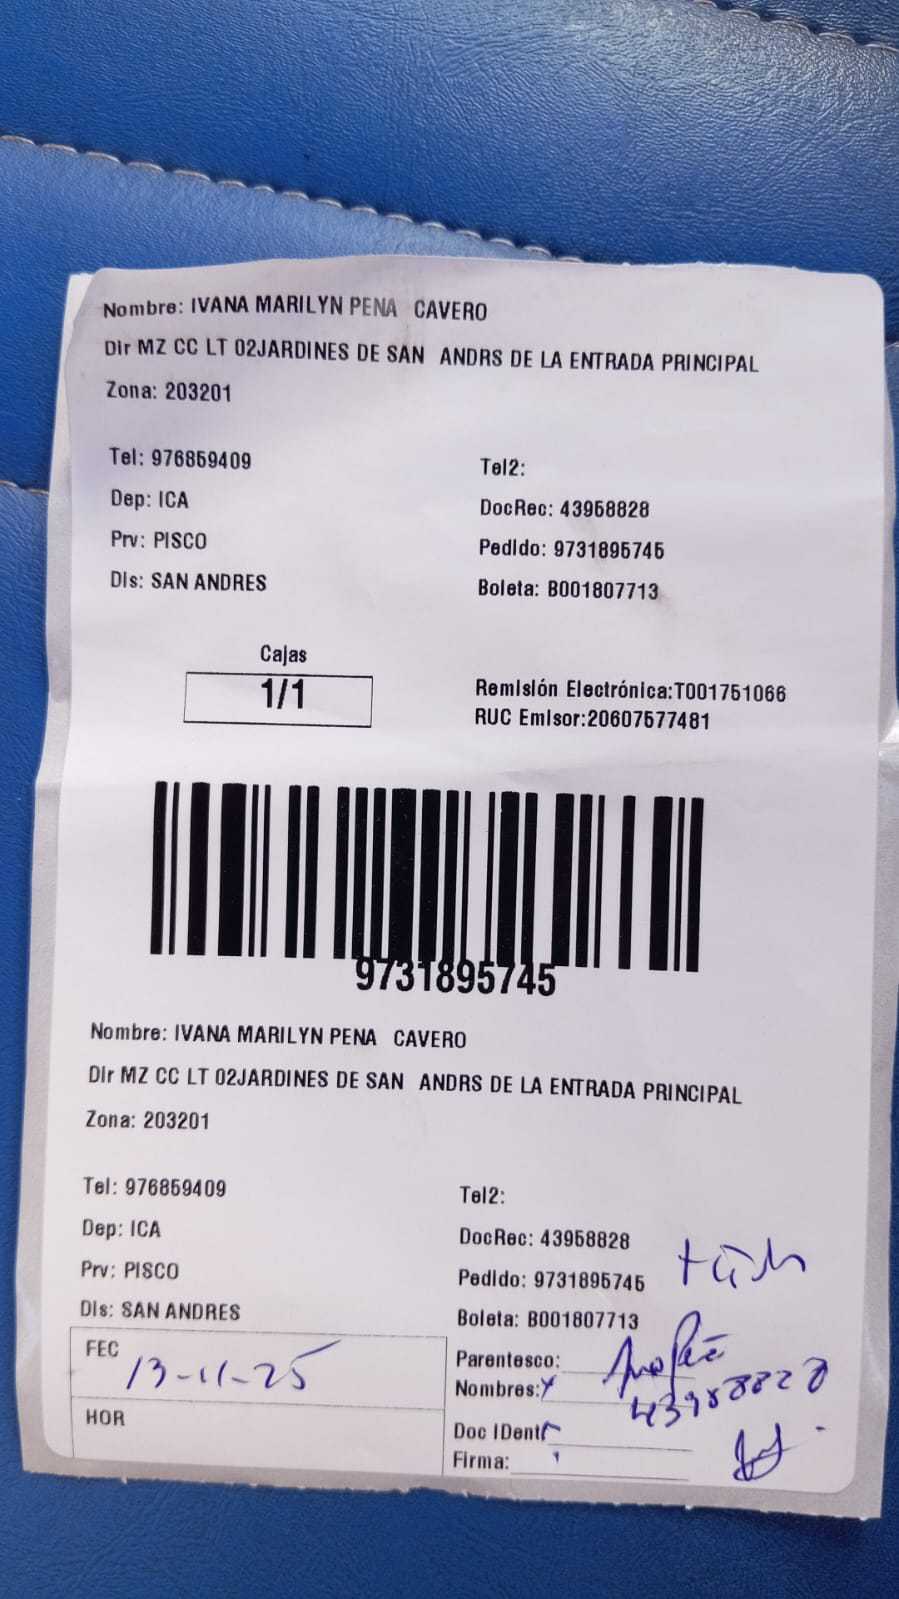 Nombre: IVANA MARILYN PENA CAVERO
Dir MZ CC LT 02JARDINES DE SAN ANDRS DE LA ENTRADA PRINCIPAL
Zona: 203201
Tel: 976859409 Tel2:
Dep: ICA DocRec: 43958828
Prv: PISCO Pedido: 9731895745
Dis: SAN ANDRES Boleta: B001807713
Cajas
1/1
Remisión Electrónica:T001751066
RUC Emisor:20607577481
9731895745
Nombre: IVANA MARILYN PENA CAVERO
Dir MZ CC LT 02JARDINES DE SAN ANDRS DE LA ENTRADA PRINCIPAL
Zona: 203201
Tel: 976859409 Tel2:
Dep: ICA DocRec: 43958828
Prv: PISCO Pedido: 9731895745
Dis: SAN ANDRES Boleta: B001807713
FEC 13-11-25
HOR
Parentesco:
Nombres:
43958828
Doc IDent
Firma: